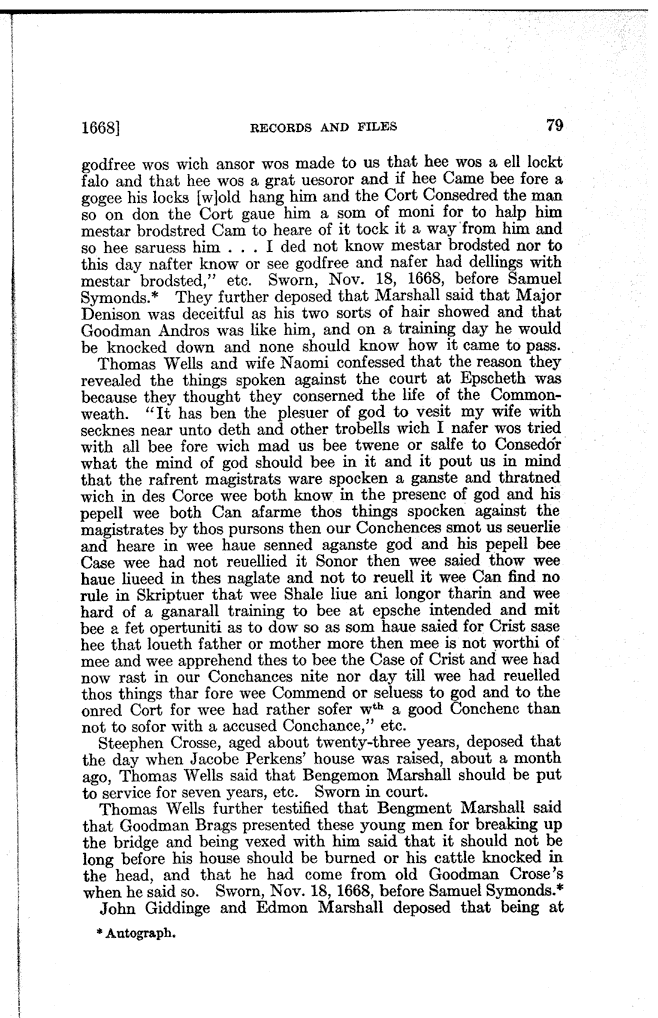 1668] RECORDS AND FILES 79
godfree wos wich ansor wos made to us that hee wos a ell lockt
falo and that hee wos a grat uesoror and if hee Came bee fore a
gogee his locks [w]old hang him and the Cort Consedred the man
so on don the Cort gaue him a som of moni for to halp him
mestar brodstred Cam to heare of it tock it a way from him and
so hee saruess him . . . I ded not know mestar brodsted nor to
this day nafter know or see godfree and nafer had dellings with
mestar brodsted," etc. Sworn, Nov. 18, 1668, before Samuel
Symonds.* They further deposed that Marshall said that Major
Denison was deceitful as his two sorts of hair showed and that
Goodman Andros was like him, and on a training day he would
be knocked down and none should know how it came to pass.
Thomas Wells and wife Naomi confessed that the reason they
revealed the things spoken against the court at Epscheth was
because they thought they conserned the life of the Common-
weath. "It has ben the plesuer of god to vesit my wife with
secknes near unto deth and other trobells wich I nafer wos tried
with all bee fore wich mad us bee twene or salfe to Consedor
what the mind of god should bee in it and it pout us in mind
that the rafrent magistrats ware spocken a ganste and thratned
wich in des Corce wee both know in the presenc of god and his
pepell wee both Can afarme thos things spocken against the
magistrates by thos pursons then our Conchences smot us seuerlie
and heare in wee haue senned aganste god and his pepell bee
Case wee had not reuellied it Sonor then wee saied thow wee
haue liueed in thes naglate and not to reuell it wee Can find no
rule in Skriptuer that wee Shale liue ani longor tharin and wee
hard of a ganarall training to bee at epsche intended and mit
bee a fet opertuniti as to dow so as som haue saied for Crist sase
hee that loueth father or mother more then mee is not worthi of
mee and wee apprehend thes to bee the Case of Crist and wee had
now rast in our Conchances nite nor day till wee had reuelled
thos things thar fore wee Commend or seluess to god and to the
onred Cort for wee had rather sofer wth a good Conchenc than
not to sofor with a accused Conchance," etc.
Steephen Crosse, aged about twenty-three years, deposed that
the day when Jacobe Perkens' house was raised, about a month
ago, Thomas Wells said that Bengemon Marshall should be put
to service for seven years, etc. Sworn in court.
Thomas Wells further testified that Bengment Marshall said
that Goodman Brags presented these young men for breaking up
the bridge and being vexed with him said that it should not be
long before his house should be burned or his cattle knocked in
the head, and that he had come from old Goodman Crose's
when he said so. Sworn, Nov. 18, 1668, before Samuel Symonds.*
John Giddinge and Edmon Marshall deposed that being at
* Autograph.